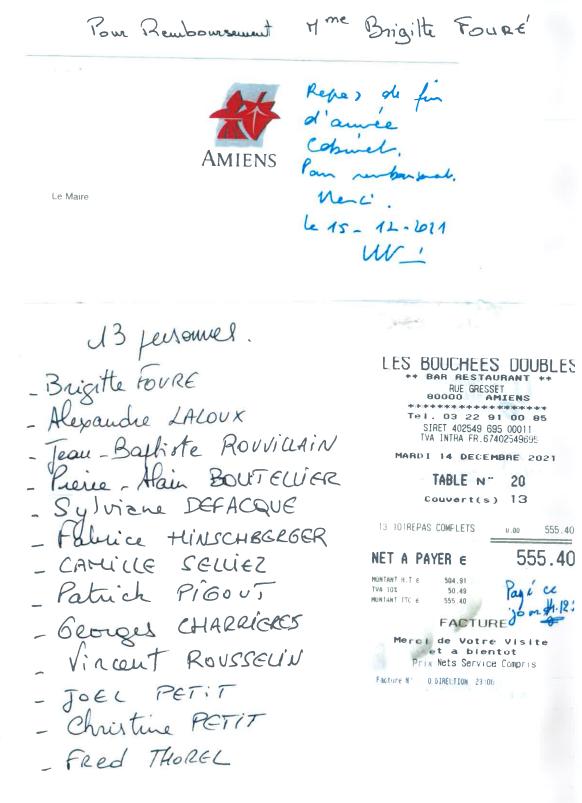 Pour Remboursement Mme Brigitte FOURÉ
Repas de fin
d'année
Cabinet.
Pour remboursement.
Merci.
le 15-12-2021
AMIENS
Le Maire
13 personnes.
- Brigitte FOURE
- Alexandre LALOUX
- Jean-Baptiste ROUVILLAIN
- Pierre-Alain BOUTELLIER
- Sylviane DEFACQUE
- Fabrice HINSCHBERGER
- CAMILLE SELLIEZ
- Patrick PIGOUT
- Georges CHARRIERES
- Vincent ROUSSELIN
- JOEL PETIT
- Christine PETIT
- Fred THOREL
LES BOUCHEES DOUBLES
** BAR RESTAURANT **
RUE GRESSET
80000 AMIENS
********************
Tel. 03 22 91 00 85
SIRET 402549 695 00011
TVA INTRA FR.67402549695
MARDI 14 DECEMBRE 2021
TABLE N° 20
Couvert(s) 13
13 REPAS COMPLETS 0.00 555.40
NET A PAYER € 555.40
MONTANT H.T € 504.91
TVA 10% 50.49
MONTANT TTC € 555.40
Payé ce
jour
FACTURE
Merci de Votre Visite
et a bientot
Prix Nets Service Compris
Facture N° 0 DIRECTION